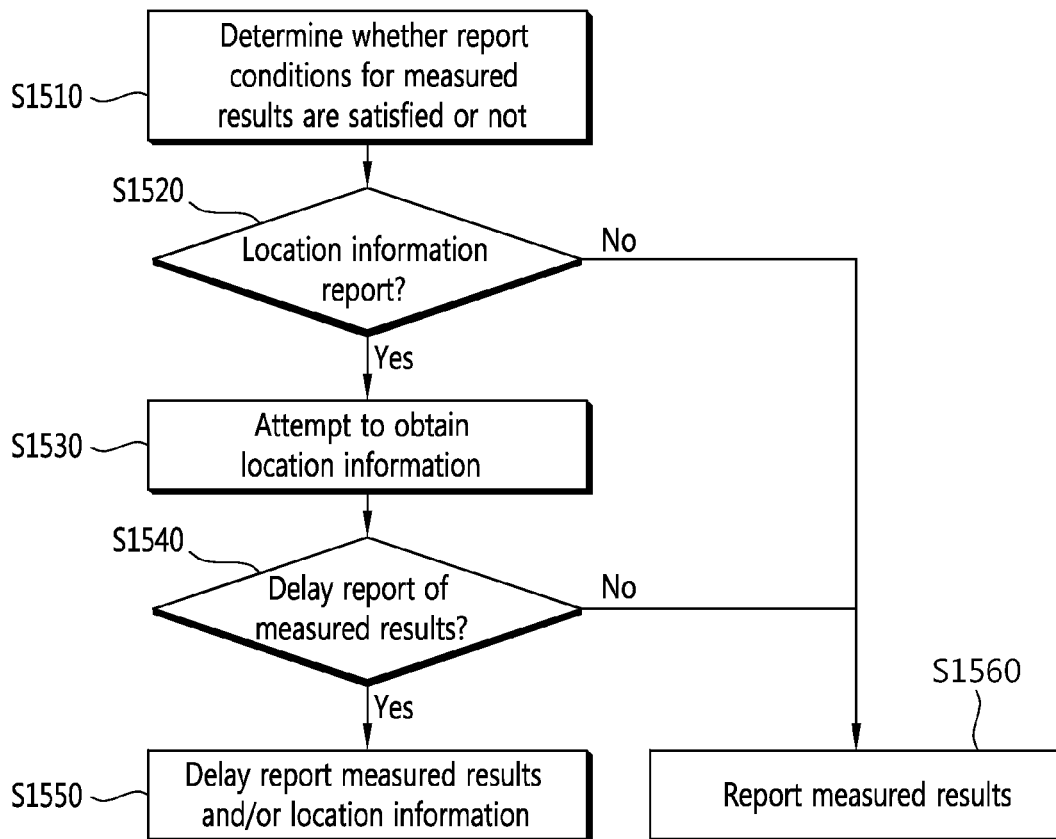 Determine whether report
conditions for measured
results are satisfied or not
S1510
S1520
Location information
report?
No
Yes
S1530
Attempt to obtain
location information
S1540
Delay report of
measured results?
No
Yes
S1560
S1550
Delay report measured results
and/or location information
Report measured results